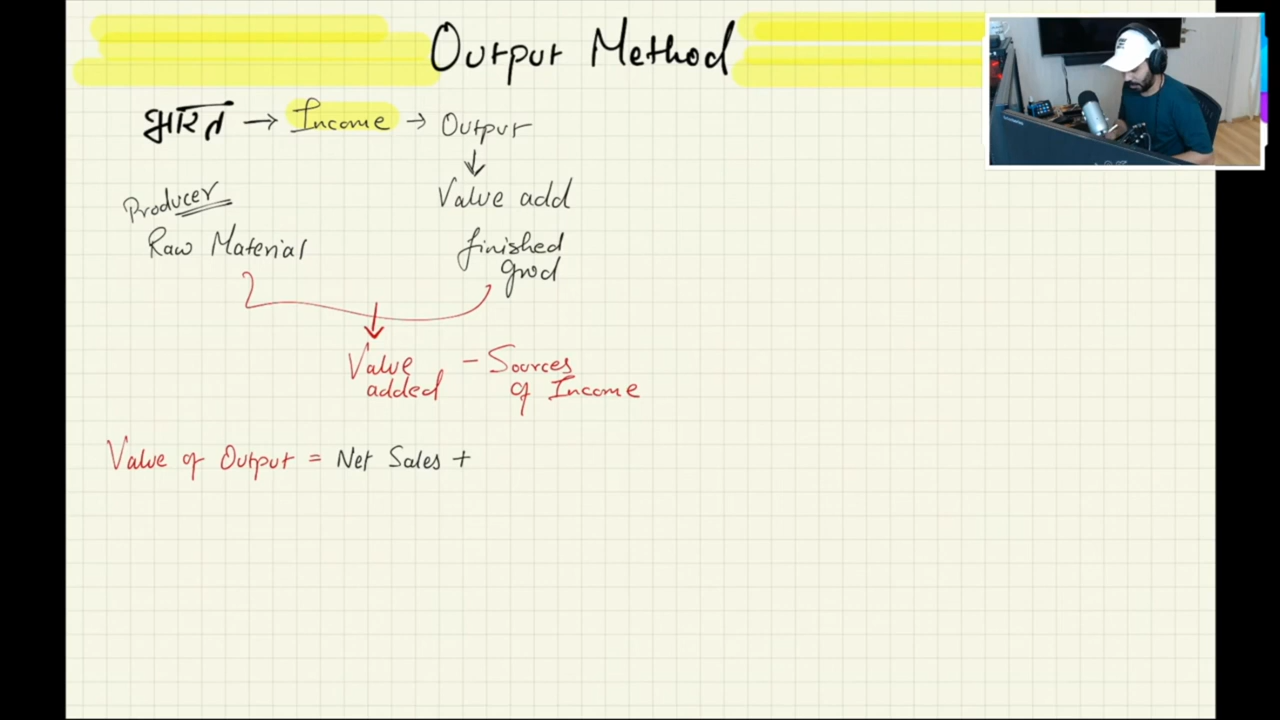 Output Method
भारत → Income → Output
↓
Value add
Producer
Raw Material
finished
good
Value added
– Sources of Income
Value of Output = Net Sales +